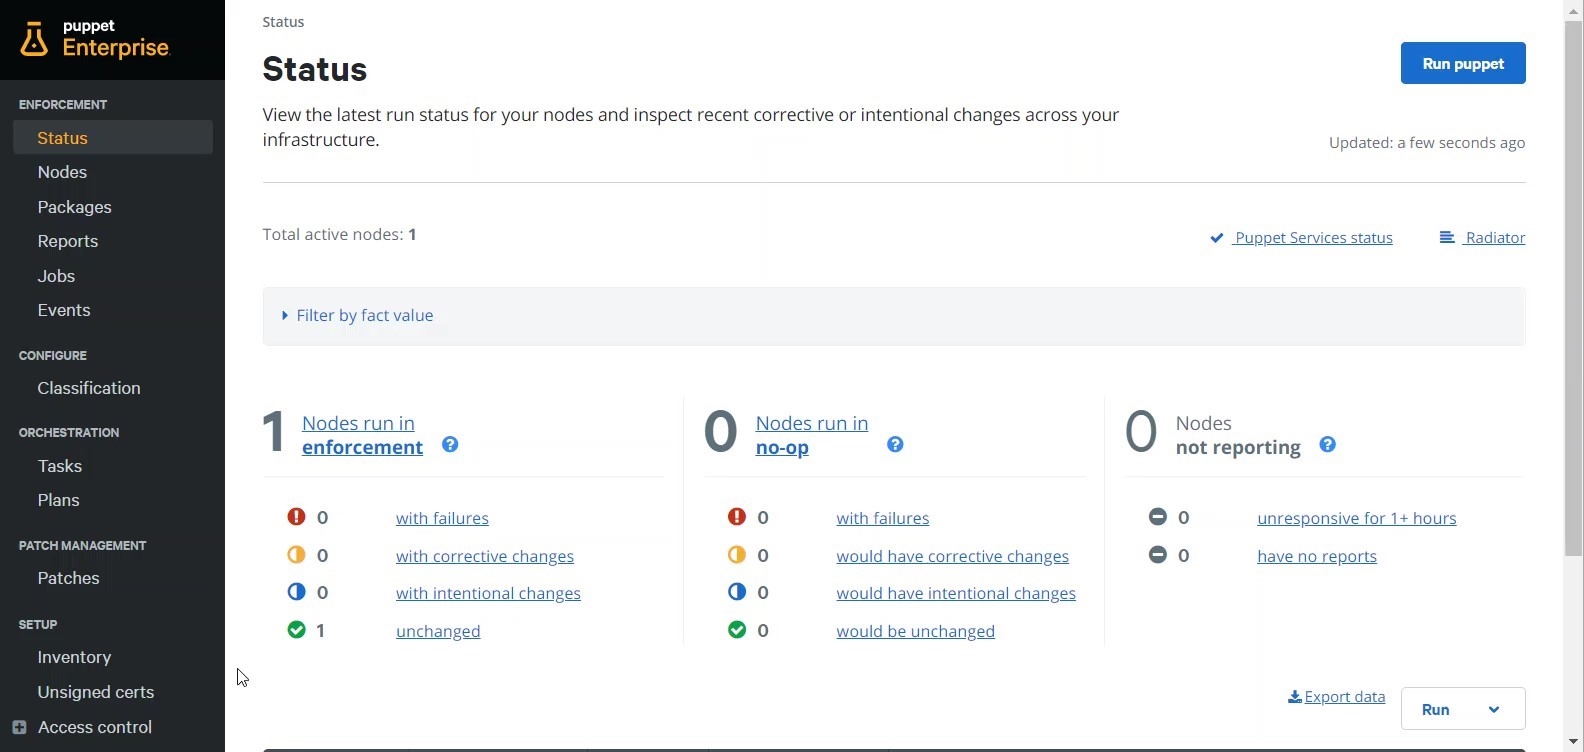 puppet
Enterprise
ENFORCEMENT
Status
Nodes
Packages
Reports
Jobs
Events
CONFIGURE
Classification
ORCHESTRATION
Tasks
Plans
PATCH MANAGEMENT
Patches
SETUP
Inventory
Unsigned certs
Access control
Status
Status
Run puppet
View the latest run status for your nodes and inspect recent corrective or intentional changes across your
infrastructure.
Updated: a few seconds ago
Total active nodes: 1
Puppet Services status
Radiator
Filter by fact value
1 Nodes run in
enforcement ?
! 0 with failures
0 with corrective changes
0 with intentional changes
1 unchanged
0 Nodes run in
no-op ?
! 0 with failures
0 would have corrective changes
0 would have intentional changes
0 would be unchanged
0 Nodes
not reporting ?
0 unresponsive for 1+ hours
0 have no reports
Export data
Run